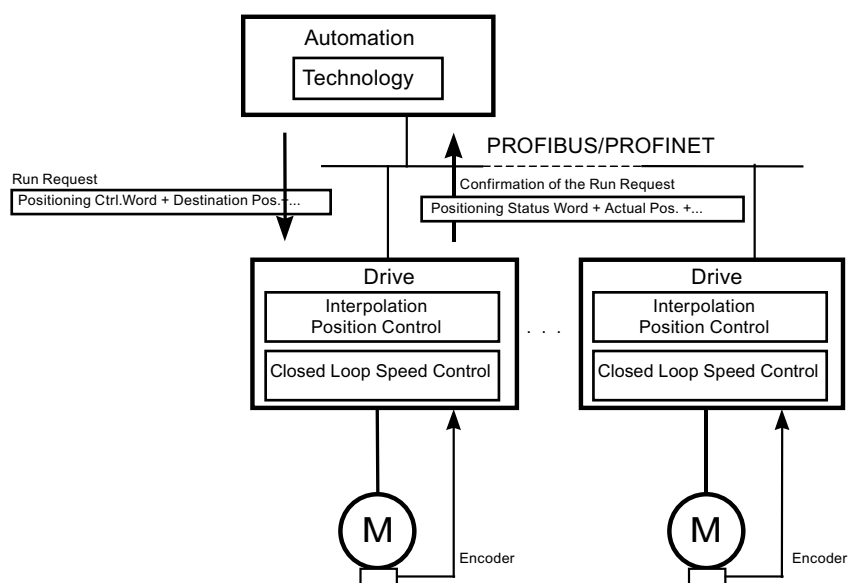 Automation
Technology
PROFIBUS/PROFINET
Run Request
Positioning Ctrl.Word + Destination Pos.+...
Confirmation of the Run Request
Positioning Status Word + Actual Pos. +...
Drive
Interpolation
Position Control
Closed Loop Speed Control
. . .
Drive
Interpolation
Position Control
Closed Loop Speed Control
M
Encoder
M
Encoder